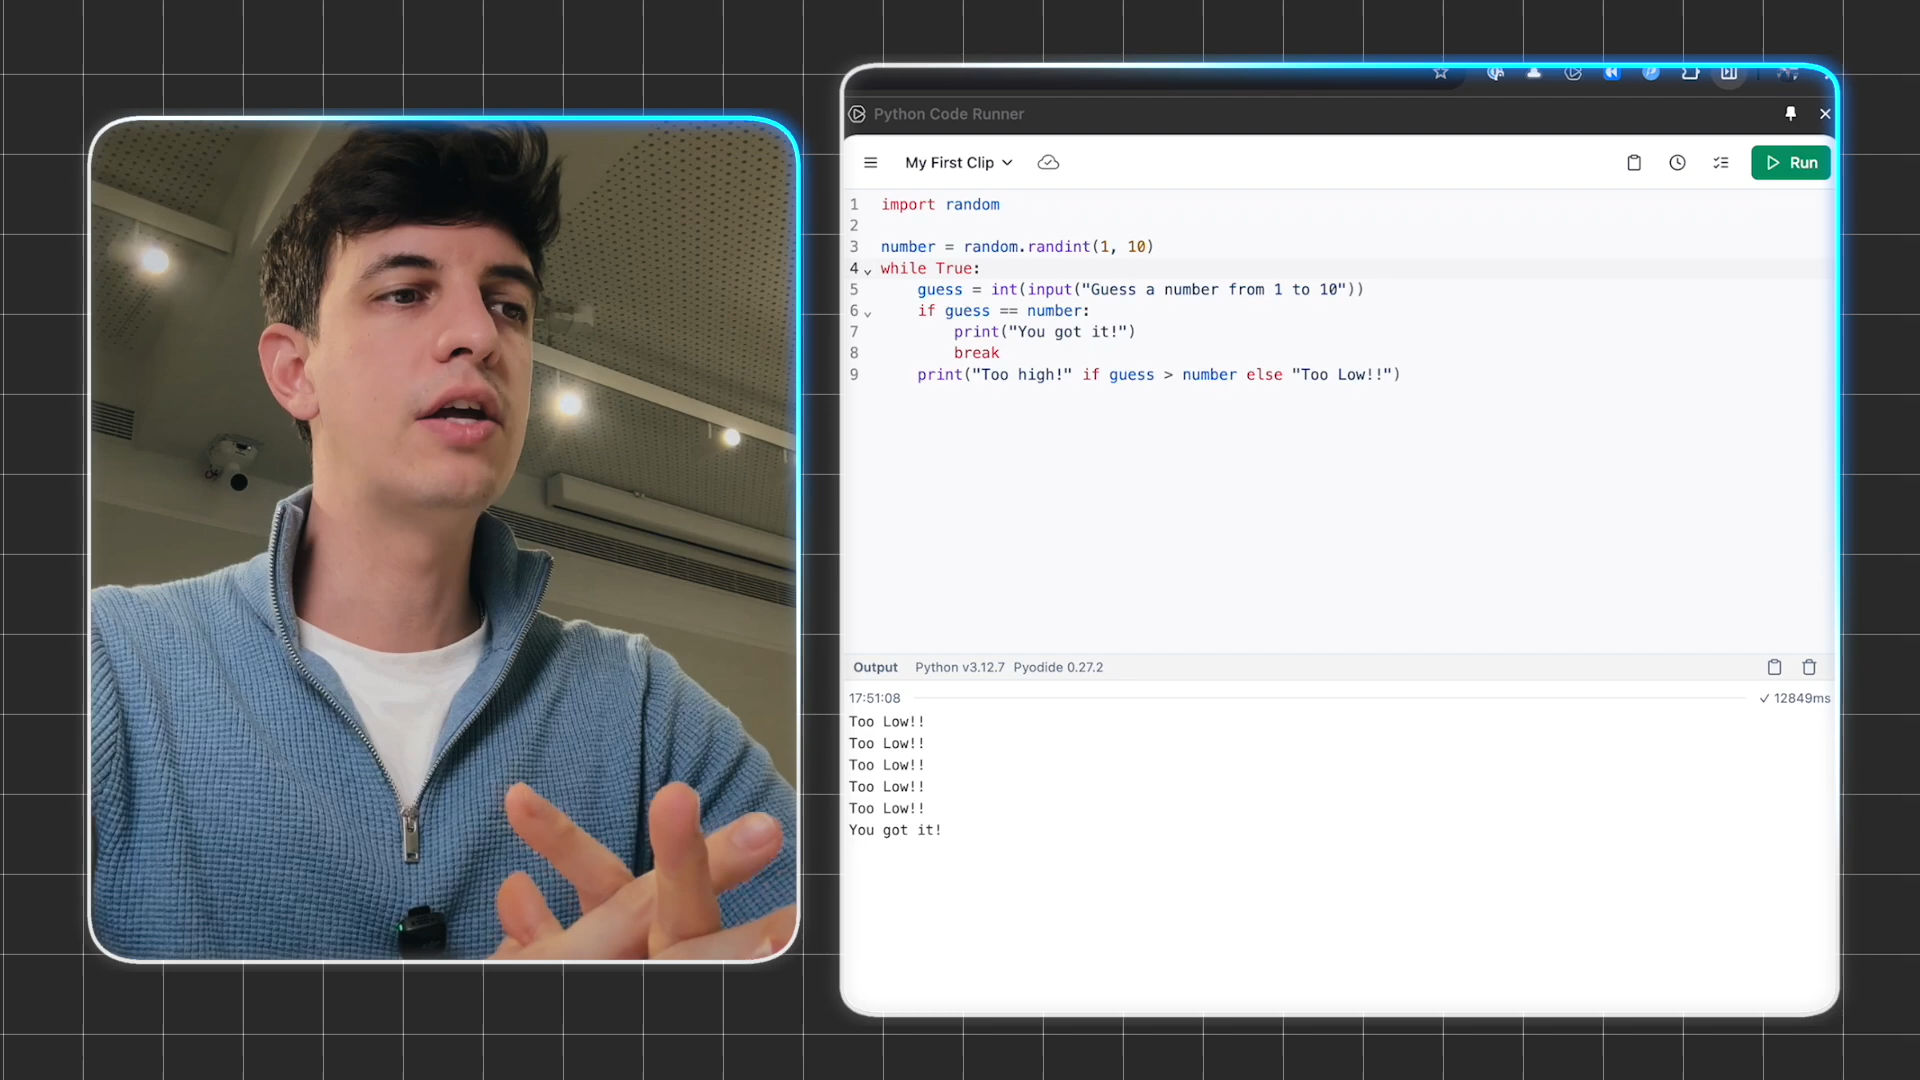 Python Code Runner
My First Clip
Run
1 import random
2
3 number = random.randint(1, 10)
4 while True:
5     guess = int(input("Guess a number from 1 to 10"))
6     if guess == number:
7         print("You got it!")
8         break
9     print("Too high!" if guess > number else "Too Low!!")
Output Python v3.12.7 Pyodide 0.27.2
17:51:08 12849ms
Too Low!!
Too Low!!
Too Low!!
Too Low!!
Too Low!!
You got it!